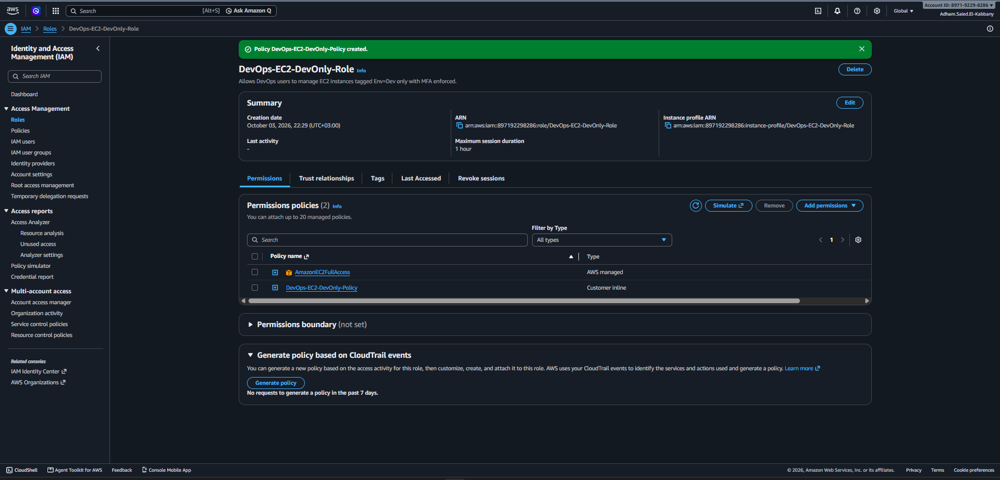 aws
Search [Alt+S] Ask Amazon Q
Global
Account ID: 8971-9229-8286
Adham.Saied.El-Kabbany
IAM
Roles
DevOps-EC2-DevOnly-Role
Identity and Access
Management (IAM)
Search IAM
Dashboard
Access Management
Roles
Policies
IAM users
IAM user groups
Identity providers
Account settings
Root access management
Temporary delegation requests
Access reports
Access Analyzer
Resource analysis
Unused access
Analyzer settings
Policy simulator
Credential report
Multi-account access
Account access manager
Organization activity
Service control policies
Resource control policies
Related consoles
IAM Identity Center
AWS Organizations
Policy DevOps-EC2-DevOnly-Policy created.
DevOps-EC2-DevOnly-Role Info
Delete
Allows DevOps users to manage EC2 instances tagged Env=Dev only with MFA enforced.
Summary
Edit
Creation date
October 03, 2026, 22:29 (UTC+03:00)
Last activity
-
ARN
arn:aws:iam::897192298286:role/DevOps-EC2-DevOnly-Role
Maximum session duration
1 hour
Instance profile ARN
arn:aws:iam::897192298286:instance-profile/DevOps-EC2-DevOnly-Role
Permissions
Trust relationships
Tags
Last Accessed
Revoke sessions
Permissions policies (2) Info
Simulate
Remove
Add permissions
You can attach up to 20 managed policies.
Filter by Type
Search
All types
1
Policy name
Type
AmazonEC2FullAccess
AWS managed
DevOps-EC2-DevOnly-Policy
Customer inline
Permissions boundary (not set)
Generate policy based on CloudTrail events
You can generate a new policy based on the access activity for this role, then customize, create, and attach it to this role. AWS uses your CloudTrail events to identify the services and actions used and generate a policy. Learn more
Generate policy
No requests to generate a policy in the past 7 days.
CloudShell
Agent Toolkit for AWS
Feedback
Console Mobile App
© 2026, Amazon Web Services, Inc. or its affiliates.
Privacy
Terms
Cookie preferences